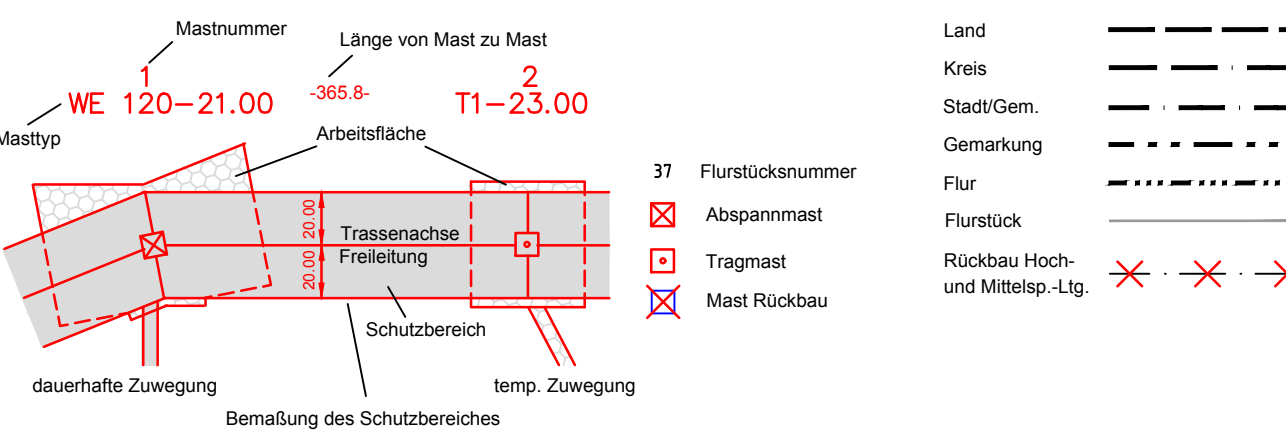 Mastnummer
Länge von Mast zu Mast
1
WE 120-21.00
-365.8-
2
T1-23.00
Masttyp
Arbeitsfläche
20.00
20.00
Trassenachse
Freileitung
Schutzbereich
dauerhafte Zuwegung
temp. Zuwegung
Bemaßung des Schutzbereiches
37 Flurstücksnummer
Abspannmast
Tragmast
Mast Rückbau
Land
Kreis
Stadt/Gem.
Gemarkung
Flur
Flurstück
Rückbau Hoch-
und Mittelsp.-Ltg.